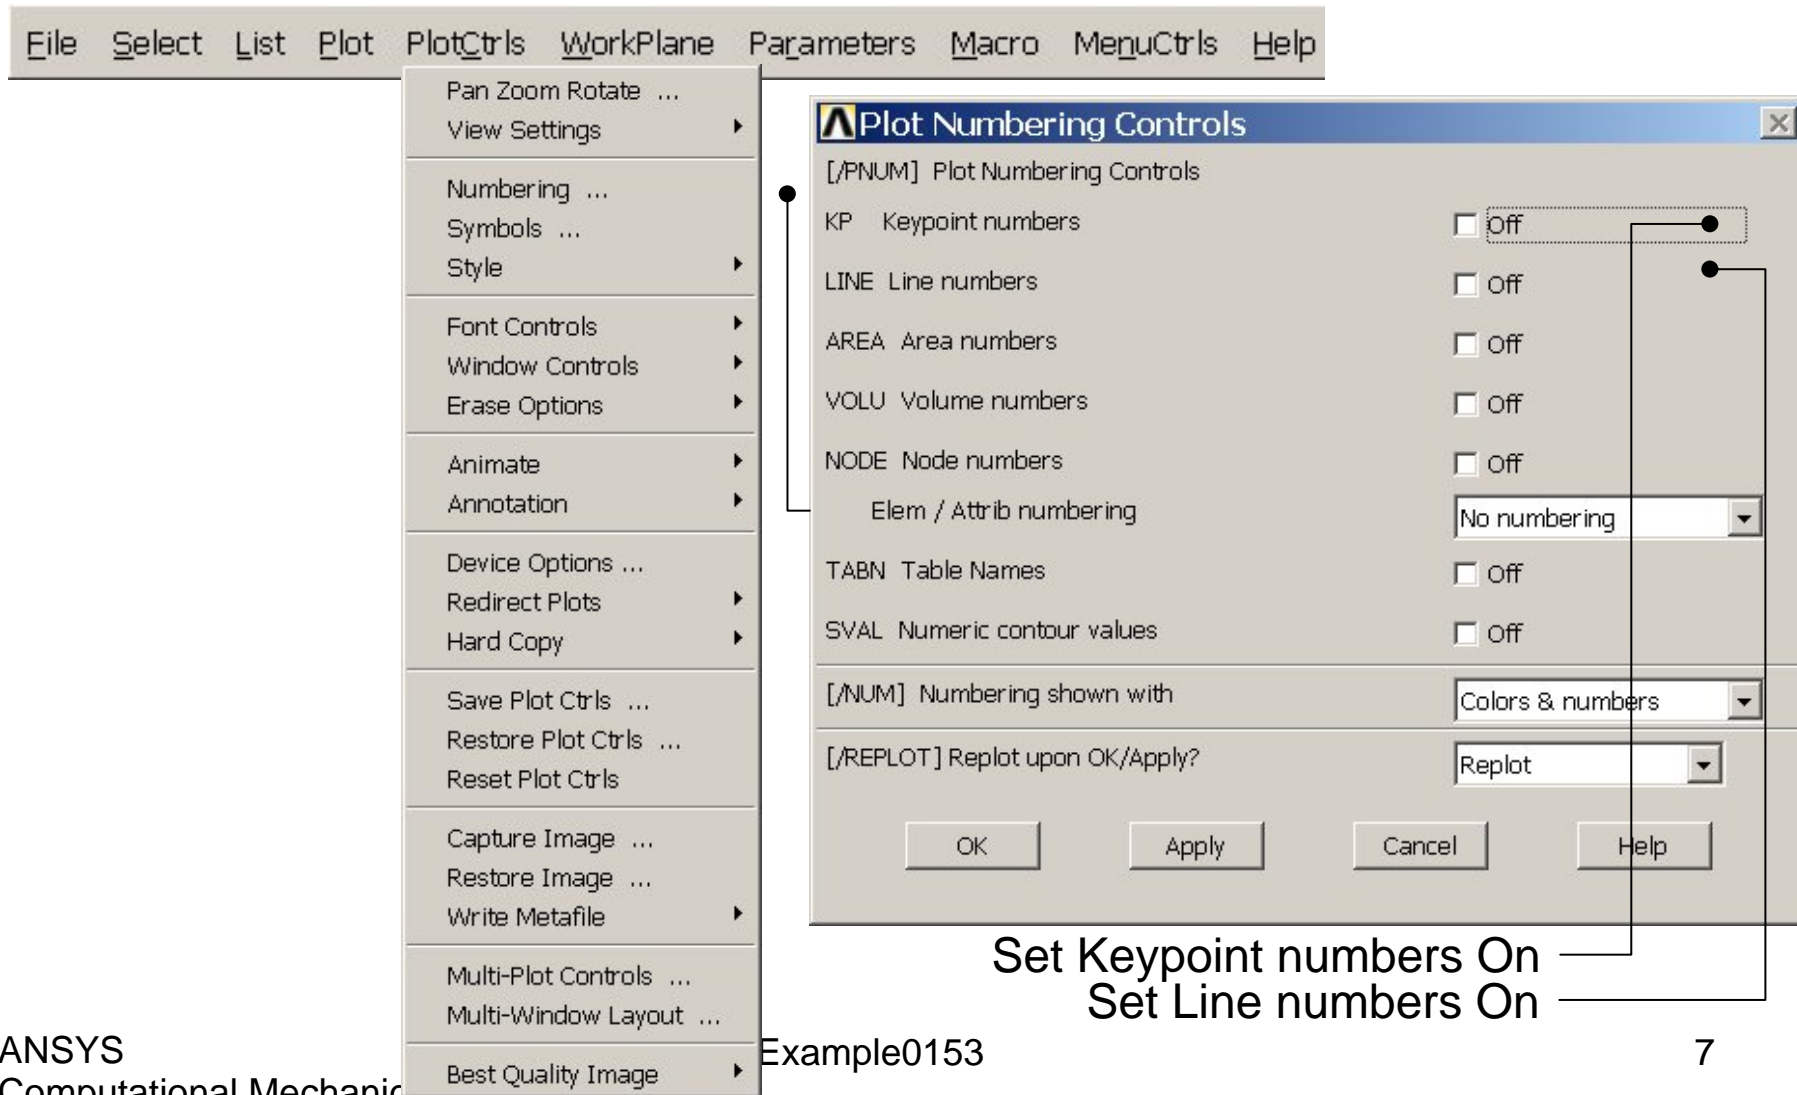 File Select List Plot PlotCtrls WorkPlane Parameters Macro MenuCtrls Help
Pan Zoom Rotate ...
View Settings
Numbering ...
Symbols ...
Style
Font Controls
Window Controls
Erase Options
Animate
Annotation
Device Options ...
Redirect Plots
Hard Copy
Save Plot Ctrls ...
Restore Plot Ctrls ...
Reset Plot Ctrls
Capture Image ...
Restore Image ...
Write Metafile
Multi-Plot Controls ...
Multi-Window Layout ...
Best Quality Image
Plot Numbering Controls
[/PNUM] Plot Numbering Controls
KP Keypoint numbers Off
LINE Line numbers Off
AREA Area numbers Off
VOLU Volume numbers Off
NODE Node numbers Off
Elem / Attrib numbering No numbering
TABN Table Names Off
SVAL Numeric contour values Off
[/NUM] Numbering shown with Colors & numbers
[/REPLOT] Replot upon OK/Apply? Replot
OK Apply Cancel Help
Set Keypoint numbers On
Set Line numbers On
ANSYS Example0153 7
Computational Mechanic